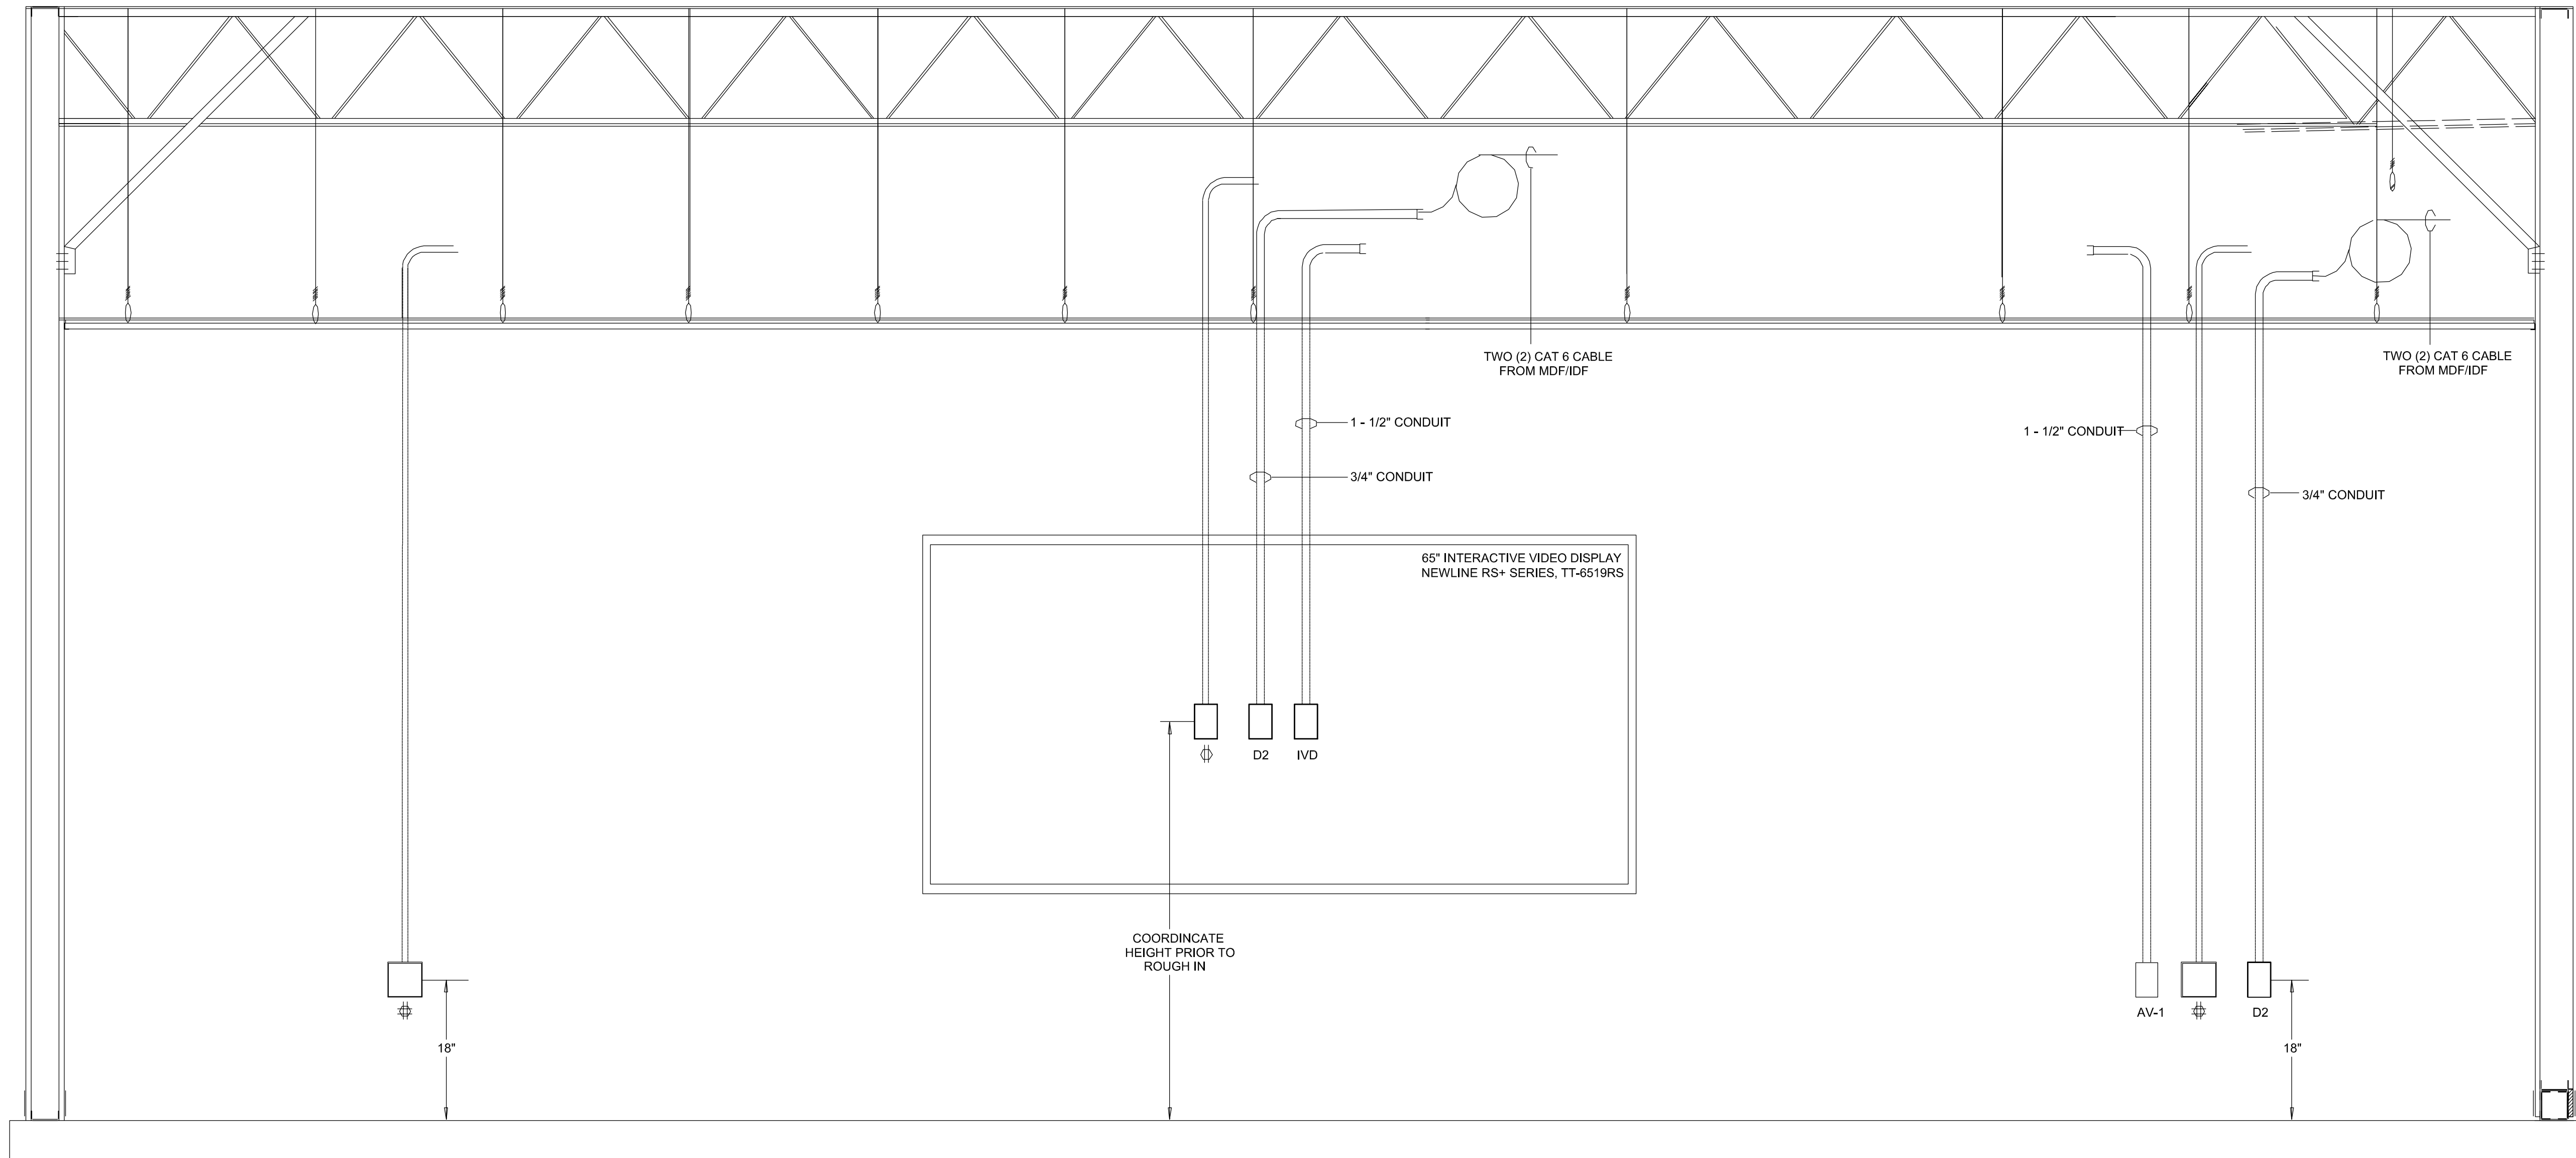 TWO (2) CAT 6 CABLE
FROM MDF/IDF
TWO (2) CAT 6 CABLE
FROM MDF/IDF
1 - 1/2" CONDUIT
1 - 1/2" CONDUIT
3/4" CONDUIT
3/4" CONDUIT
65" INTERACTIVE VIDEO DISPLAY
NEWLINE RS+ SERIES, TT-6519RS
D2
IVD
COORDINCATE
HEIGHT PRIOR TO
ROUGH IN
AV-1
D2
18"
18"